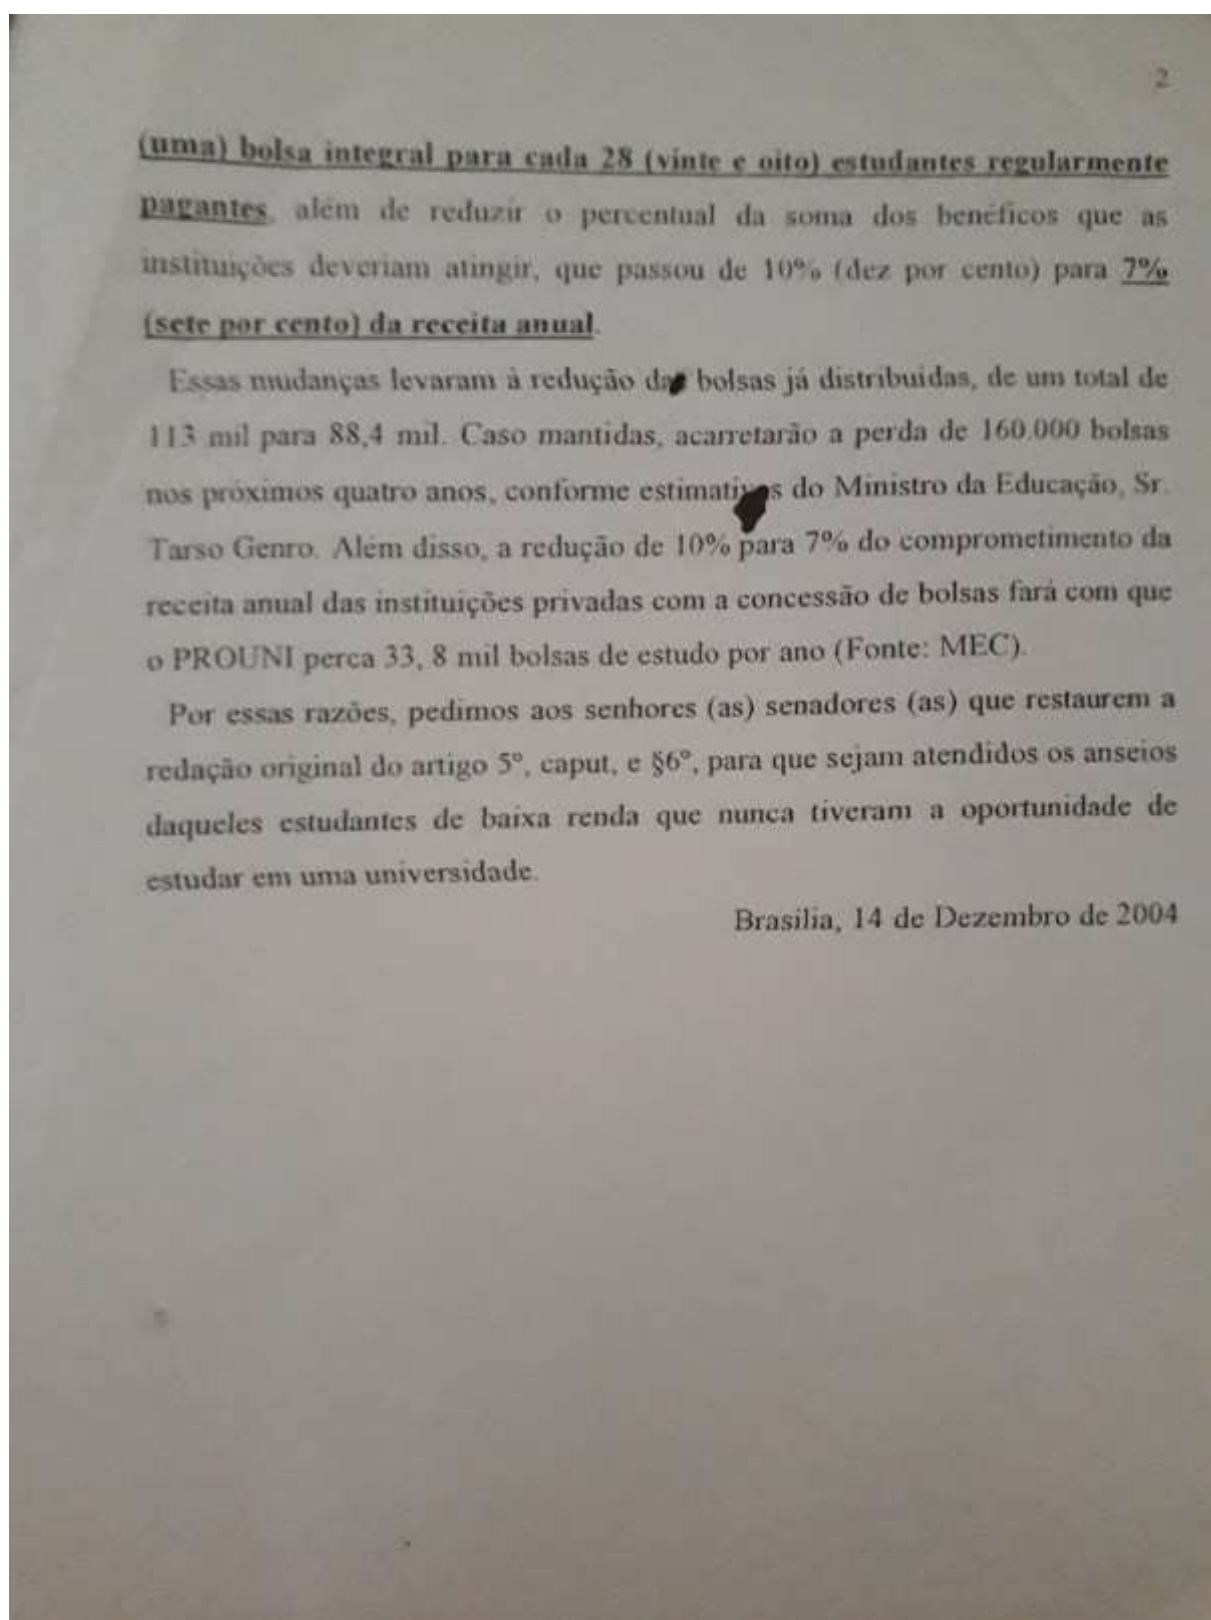 2
(uma) bolsa integral para cada 28 (vinte e oito) estudantes regularmente
pagantes, além de reduzir o percentual da soma dos benéficos que as
instituições deveriam atingir, que passou de 10% (dez por cento) para 7%
(sete por cento) da receita anual.
Essas mudanças levaram à redução das bolsas já distribuídas, de um total de
113 mil para 88,4 mil. Caso mantidas, acarretarão a perda de 160.000 bolsas
nos próximos quatro anos, conforme estimativas do Ministro da Educação, Sr.
Tarso Genro. Além disso, a redução de 10% para 7% do comprometimento da
receita anual das instituições privadas com a concessão de bolsas fará com que
o PROUNI perca 33, 8 mil bolsas de estudo por ano (Fonte: MEC).
Por essas razões, pedimos aos senhores (as) senadores (as) que restaurem a
redação original do artigo 5º, caput, e §6º, para que sejam atendidos os anseios
daqueles estudantes de baixa renda que nunca tiveram a oportunidade de
estudar em uma universidade.
Brasília, 14 de Dezembro de 2004